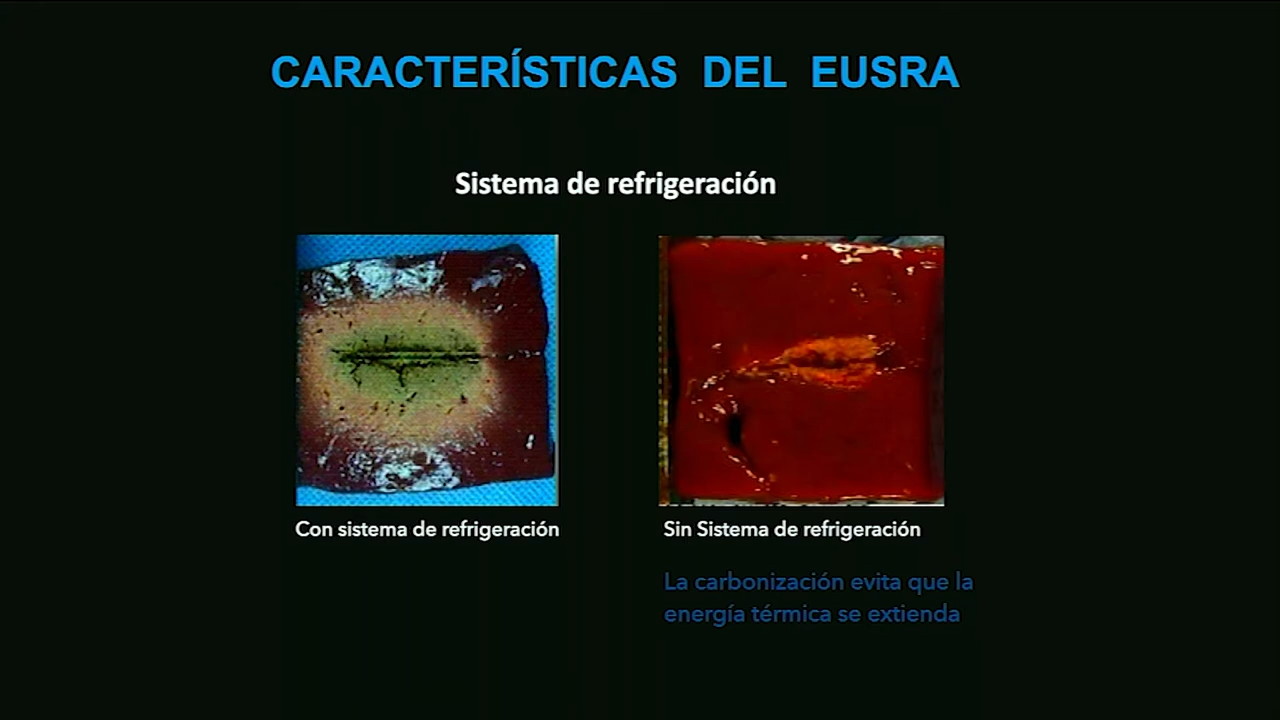 CARACTERÍSTICAS DEL EUSRA
Sistema de refrigeración
Con sistema de refrigeración
Sin Sistema de refrigeración
La carbonización evita que la
energía térmica se extienda